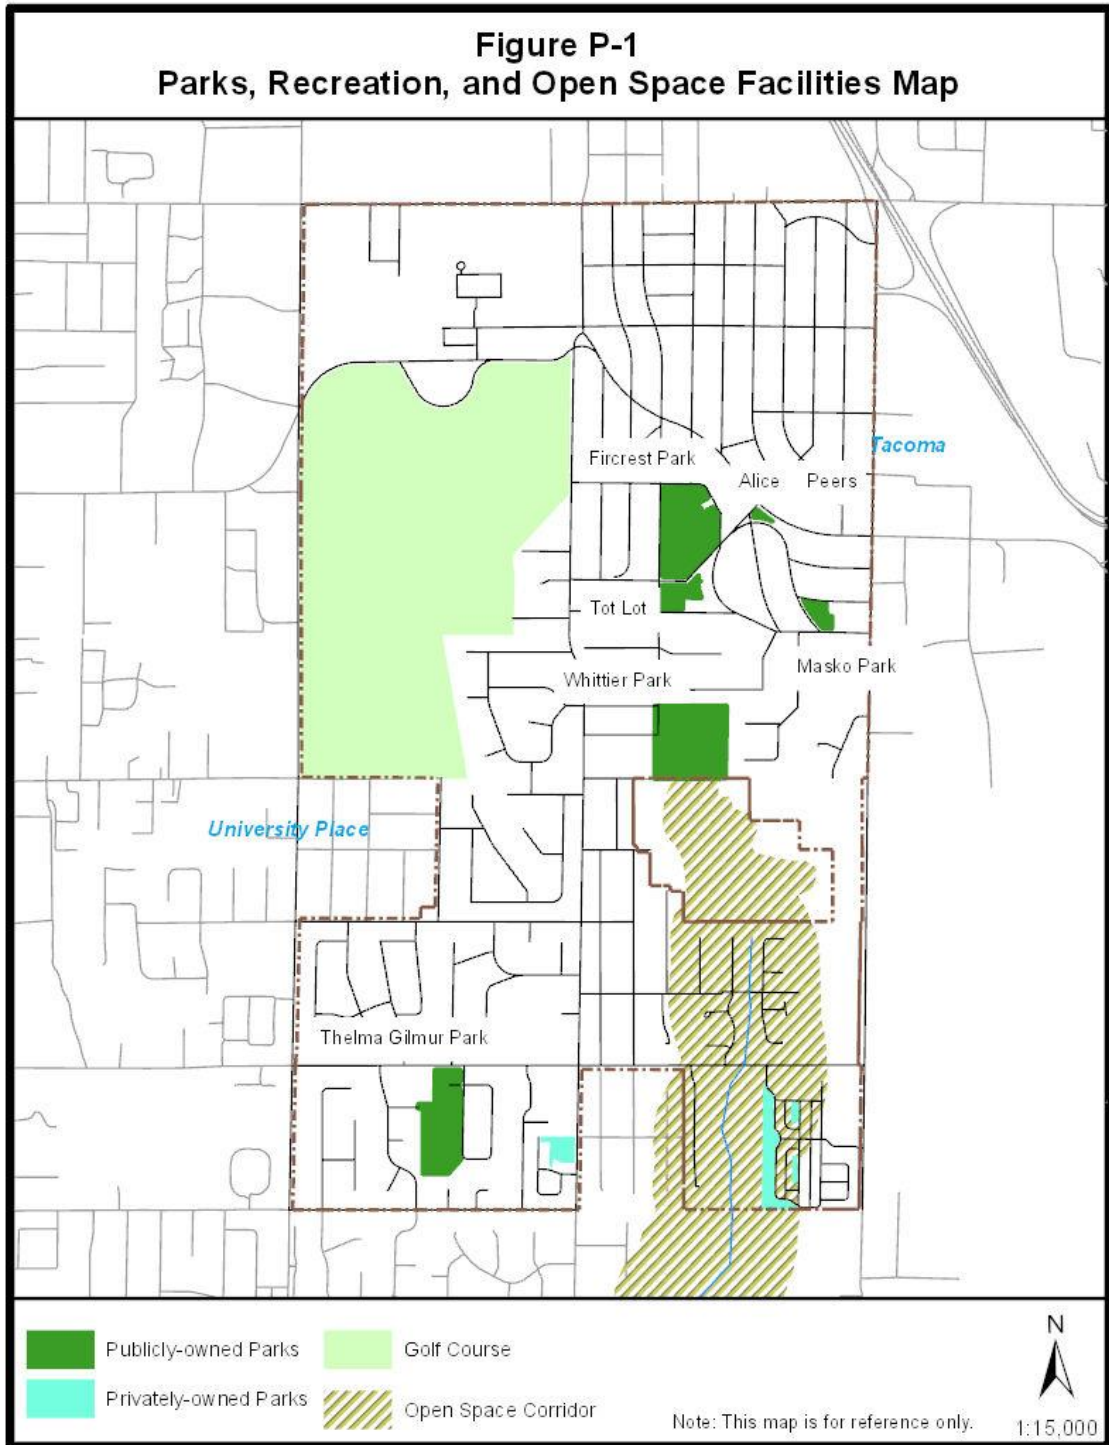 Figure P-1
Parks, Recreation, and Open Space Facilities Map
Tacoma
Fircrest Park
Alice Peers
Tot Lot
Masko Park
Whittier Park
University Place
Thelma Gilmur Park
Publicly-owned Parks
Golf Course
N
Privately-owned Parks
Open Space Corridor
Note: This map is for reference only.
1:15,000